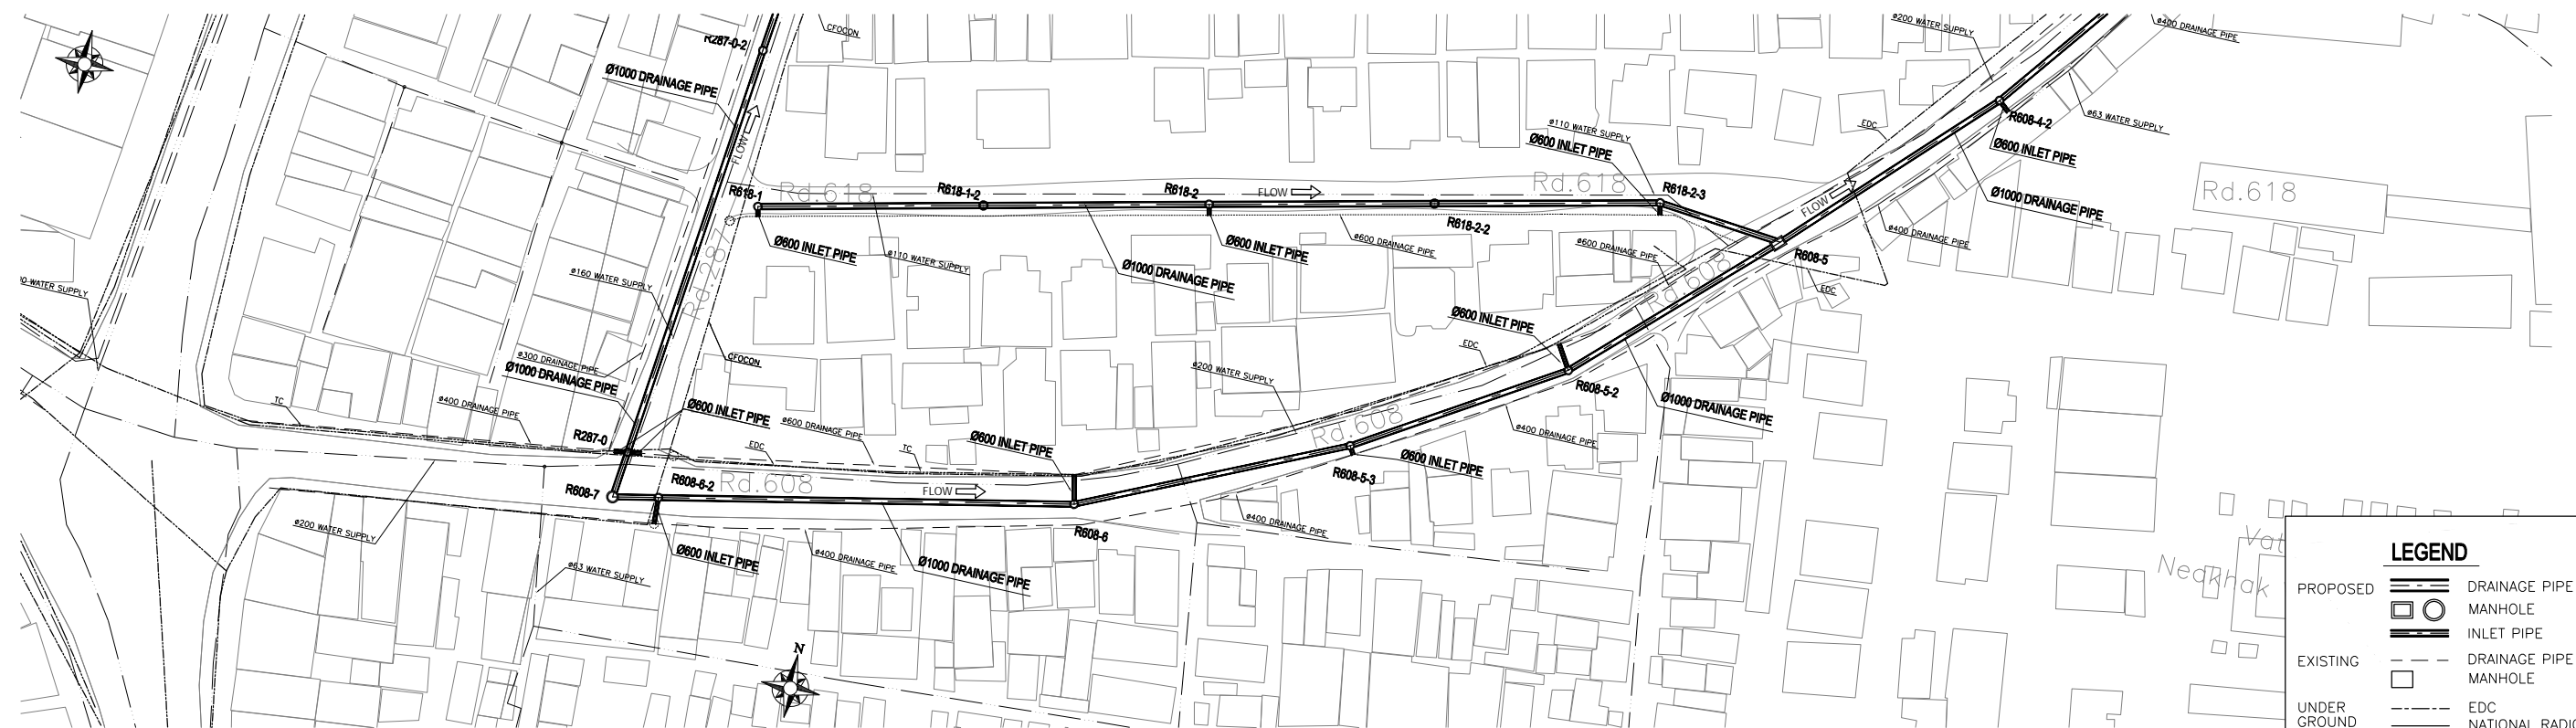 R287-0-2
CFOCON
ø200 WATER SUPPLY
ø400 DRAINAGE PIPE
Ø1000 DRAINAGE PIPE
FLOW
ø110 WATER SUPPLY
Ø600 INLET PIPE
EDC
R608-4-2
ø63 WATER SUPPLY
Ø600 INLET PIPE
Ø1000 DRAINAGE PIPE
Rd.618
R618-1
Rd.618
R618-1-2
R618-2
FLOW
Rd.618
R618-2-3
FLOW
ø400 DRAINAGE PIPE
Ø600 INLET PIPE
ø110 WATER SUPPLY
Ø1000 DRAINAGE PIPE
Ø600 INLET PIPE
ø600 DRAINAGE PIPE
R618-2-2
ø600 DRAINAGE PIPE
R608-5
EDC
Rd.608
Rd.287
ø160 WATER SUPPLY
WATER SUPPLY
ø300 DRAINAGE PIPE
Ø1000 DRAINAGE PIPE
CFOCON
ø200 WATER SUPPLY
EDC
Ø600 INLET PIPE
R608-5-2
Ø1000 DRAINAGE PIPE
TC
ø400 DRAINAGE PIPE
R287-0
Ø600 INLET PIPE
ø600 DRAINAGE PIPE
EDC
TC
Ø600 INLET PIPE
Rd.608
ø400 DRAINAGE PIPE
R608-5-3
Ø600 INLET PIPE
R608-7
R608-6-2
Rd.608
FLOW
R608-6
ø400 DRAINAGE PIPE
ø200 WATER SUPPLY
ø63 WATER SUPPLY
Ø600 INLET PIPE
ø400 DRAINAGE PIPE
Ø1000 DRAINAGE PIPE
N
Neakhak
LEGEND
PROPOSED DRAINAGE PIPE
MANHOLE
INLET PIPE
EXISTING DRAINAGE PIPE
MANHOLE
UNDER EDC
GROUND NATIONAL